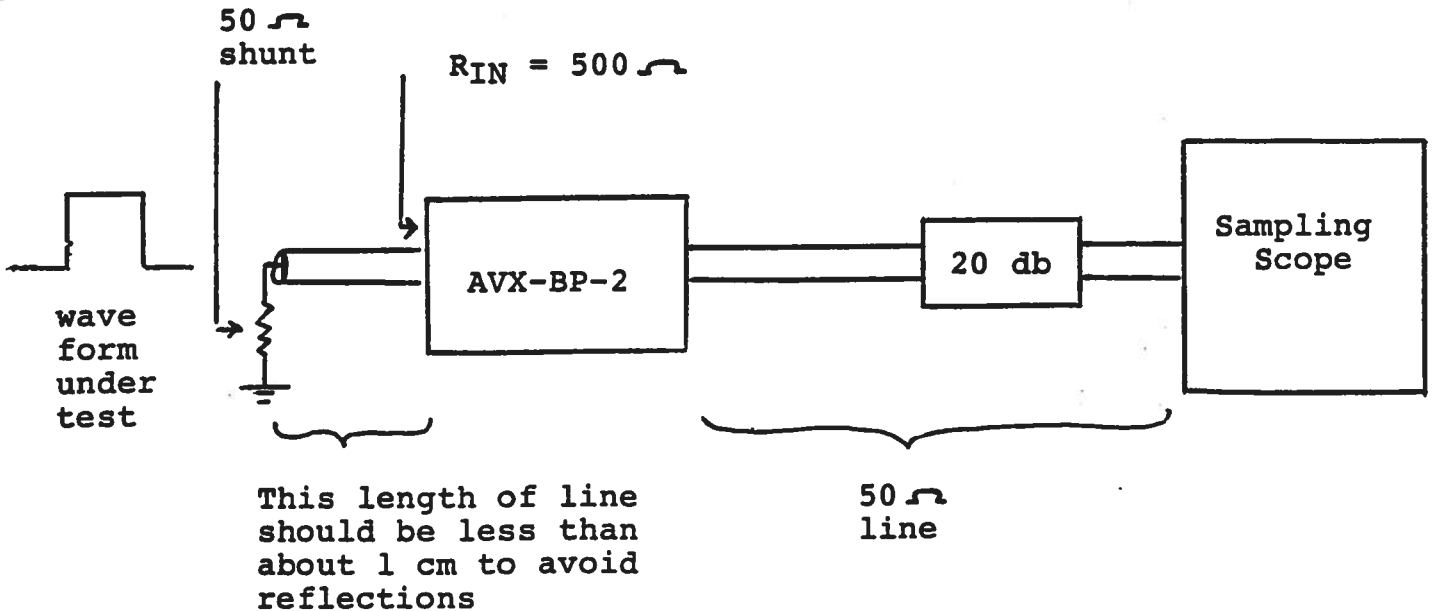 50 Ω
shunt
R_IN = 500 Ω
wave
form
under
test
AVX-BP-2
20 db
Sampling
Scope
This length of line
should be less than
about 1 cm to avoid
reflections
50 Ω
line